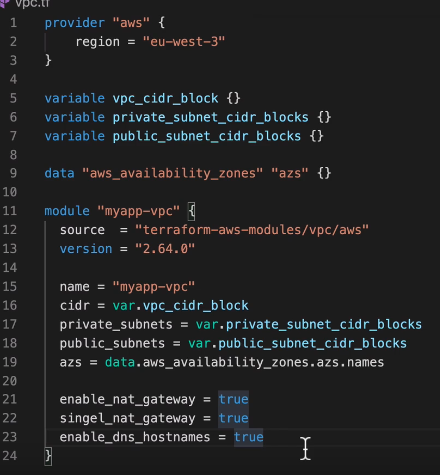 vpc.tf
1 provider "aws" {
2 region = "eu-west-3"
3 }
4
5 variable vpc_cidr_block {}
6 variable private_subnet_cidr_blocks {}
7 variable public_subnet_cidr_blocks {}
8
9 data "aws_availability_zones" "azs" {}
10
11 module "myapp-vpc" {
12 source = "terraform-aws-modules/vpc/aws"
13 version = "2.64.0"
14
15 name = "myapp-vpc"
16 cidr = var.vpc_cidr_block
17 private_subnets = var.private_subnet_cidr_blocks
18 public_subnets = var.public_subnet_cidr_blocks
19 azs = data.aws_availability_zones.azs.names
20
21 enable_nat_gateway = true
22 singel_nat_gateway = true
23 enable_dns_hostnames = true
24 }